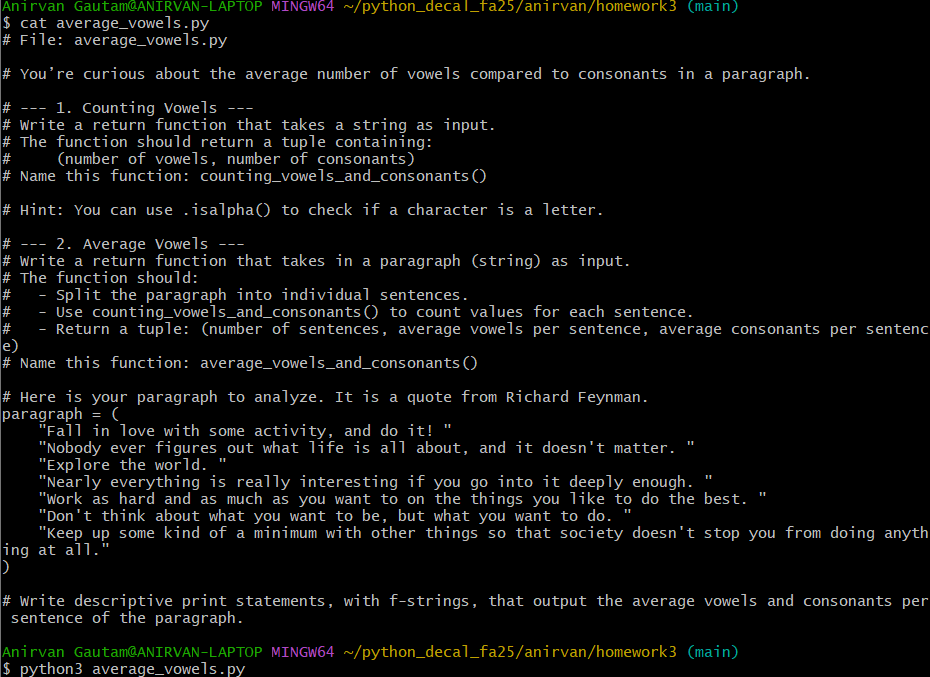 Anirvan Gautam@ANIRVAN-LAPTOP MINGW64 ~/python_decal_fa25/anirvan/homework3 (main)
$ cat average_vowels.py
# File: average_vowels.py
# You’re curious about the average number of vowels compared to consonants in a paragraph.
# --- 1. Counting Vowels ---
# Write a return function that takes a string as input.
# The function should return a tuple containing:
#     (number of vowels, number of consonants)
# Name this function: counting_vowels_and_consonants()
# Hint: You can use .isalpha() to check if a character is a letter.
# --- 2. Average Vowels ---
# Write a return function that takes in a paragraph (string) as input.
# The function should:
#   - Split the paragraph into individual sentences.
#   - Use counting_vowels_and_consonants() to count values for each sentence.
#   - Return a tuple: (number of sentences, average vowels per sentence, average consonants per sentenc
e)
# Name this function: average_vowels_and_consonants()
# Here is your paragraph to analyze. It is a quote from Richard Feynman.
paragraph = (
    "Fall in love with some activity, and do it! "
    "Nobody ever figures out what life is all about, and it doesn't matter. "
    "Explore the world. "
    "Nearly everything is really interesting if you go into it deeply enough. "
    "Work as hard and as much as you want to on the things you like to do the best. "
    "Don't think about what you want to be, but what you want to do. "
    "Keep up some kind of a minimum with other things so that society doesn't stop you from doing anyth
ing at all."
)
# Write descriptive print statements, with f-strings, that output the average vowels and consonants per
 sentence of the paragraph.
Anirvan Gautam@ANIRVAN-LAPTOP MINGW64 ~/python_decal_fa25/anirvan/homework3 (main)
$ python3 average_vowels.py